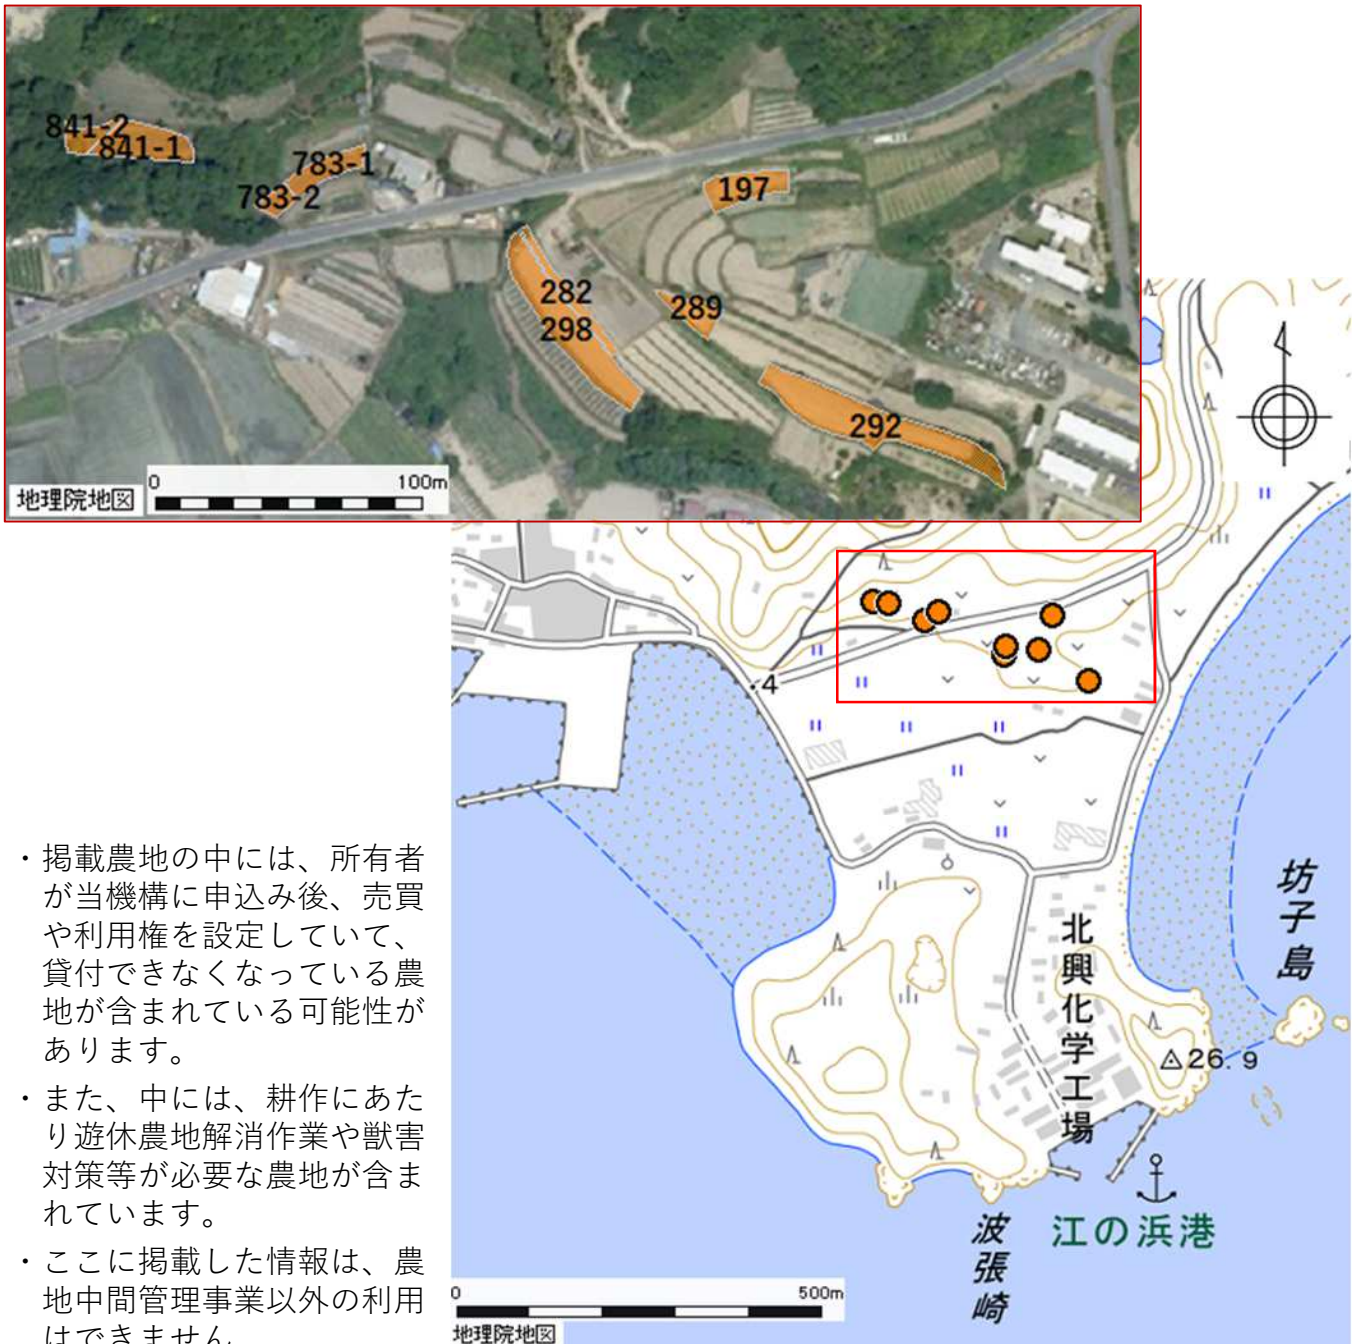 841-2
841-1
783-1
783-2
197
282
298
289
292
地理院地図
0 100m
4
・掲載農地の中には、所有者
が当機構に申込み後、売買
や利用権を設定していて、
貸付できなくなっている農
地が含まれている可能性が
あります。
・また、中には、耕作にあた
り遊休農地解消作業や獣害
対策等が必要な農地が含ま
れています。
・ここに掲載した情報は、農
地中間管理事業以外の利用
はできません
坊子島
北興化学工場
26.9
江の浜港
波張崎
0 500m
地理院地図